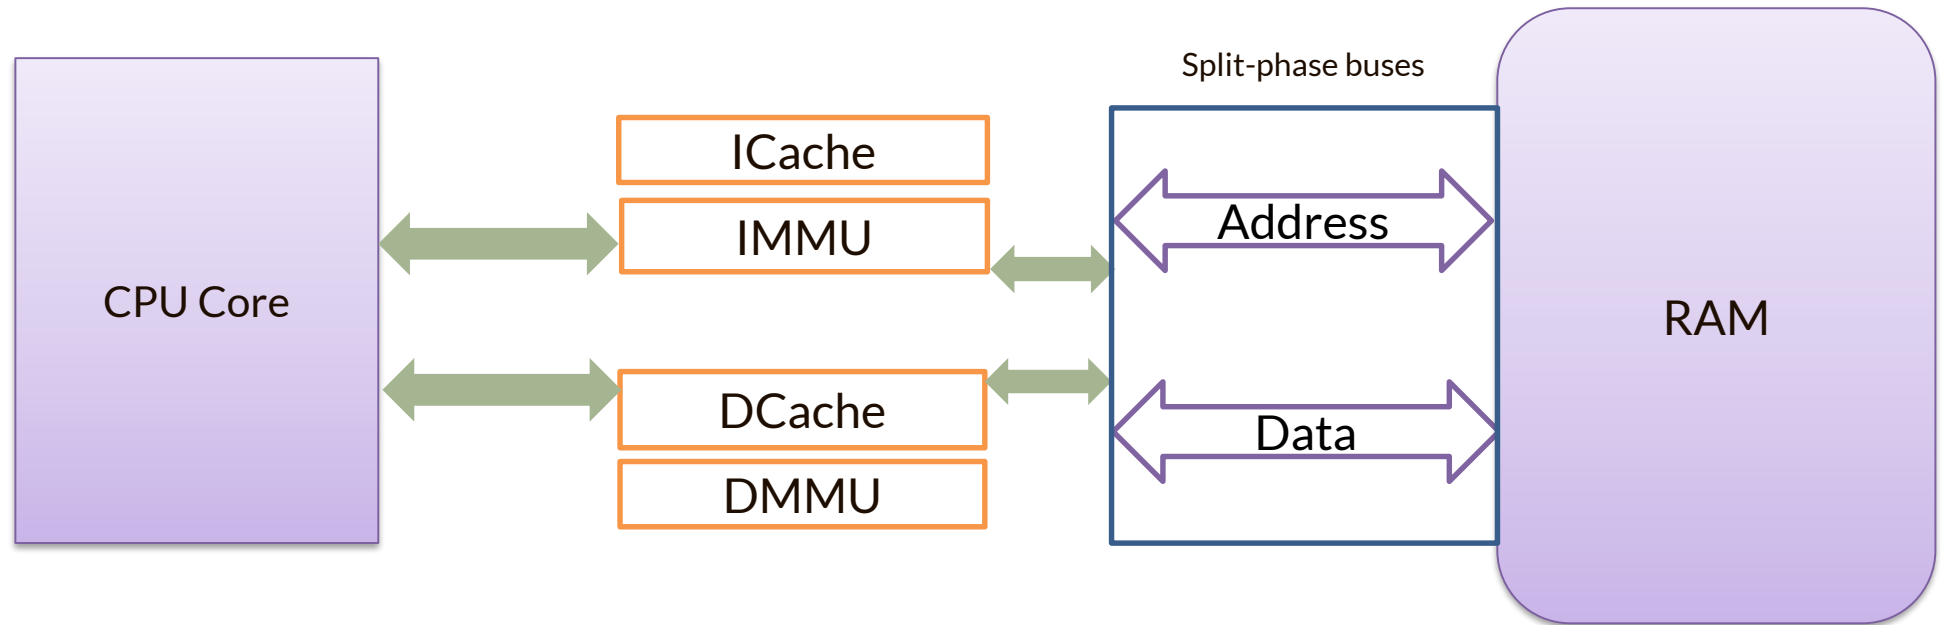 Split-phase buses
CPU Core
ICache
IMMU
DCache
DMMU
Address
Data
RAM